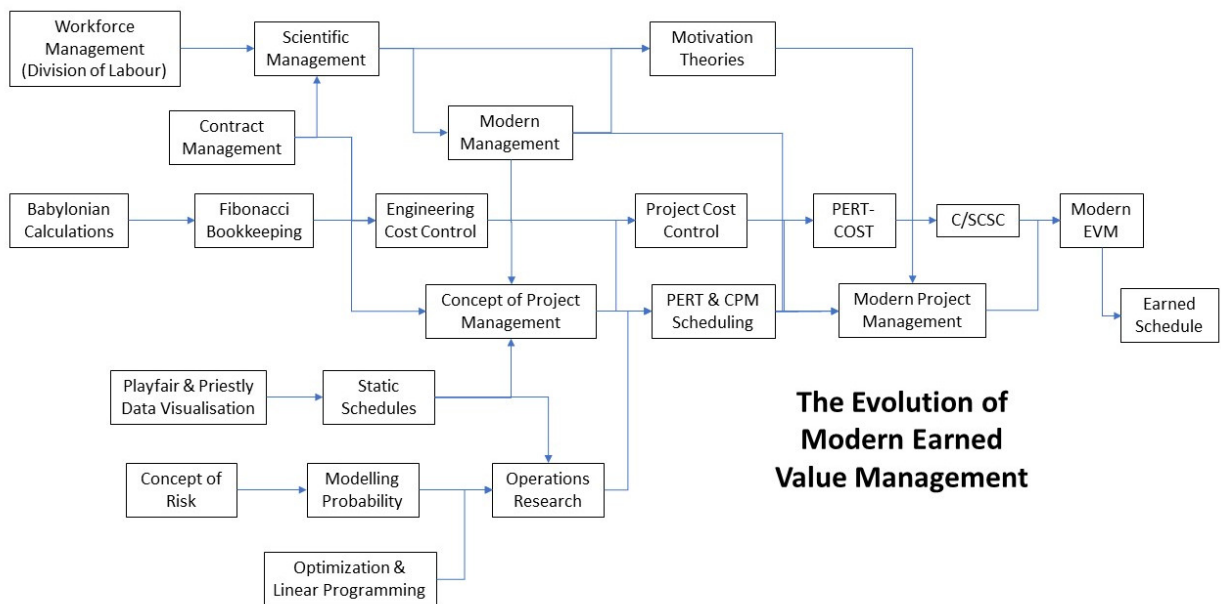 Workforce
Management
(Division of Labour)
Scientific
Management
Motivation
Theories
Contract
Management
Modern
Management
Babylonian
Calculations
Fibonacci
Bookkeeping
Engineering
Cost Control
Project Cost
Control
PERT-
COST
C/SCSC
Modern
EVM
Concept of Project
Management
PERT & CPM
Scheduling
Modern Project
Management
Earned
Schedule
Playfair & Priestly
Data Visualisation
Static
Schedules
The Evolution of
Modern Earned
Value Management
Concept of
Risk
Modelling
Probability
Operations
Research
Optimization &
Linear Programming